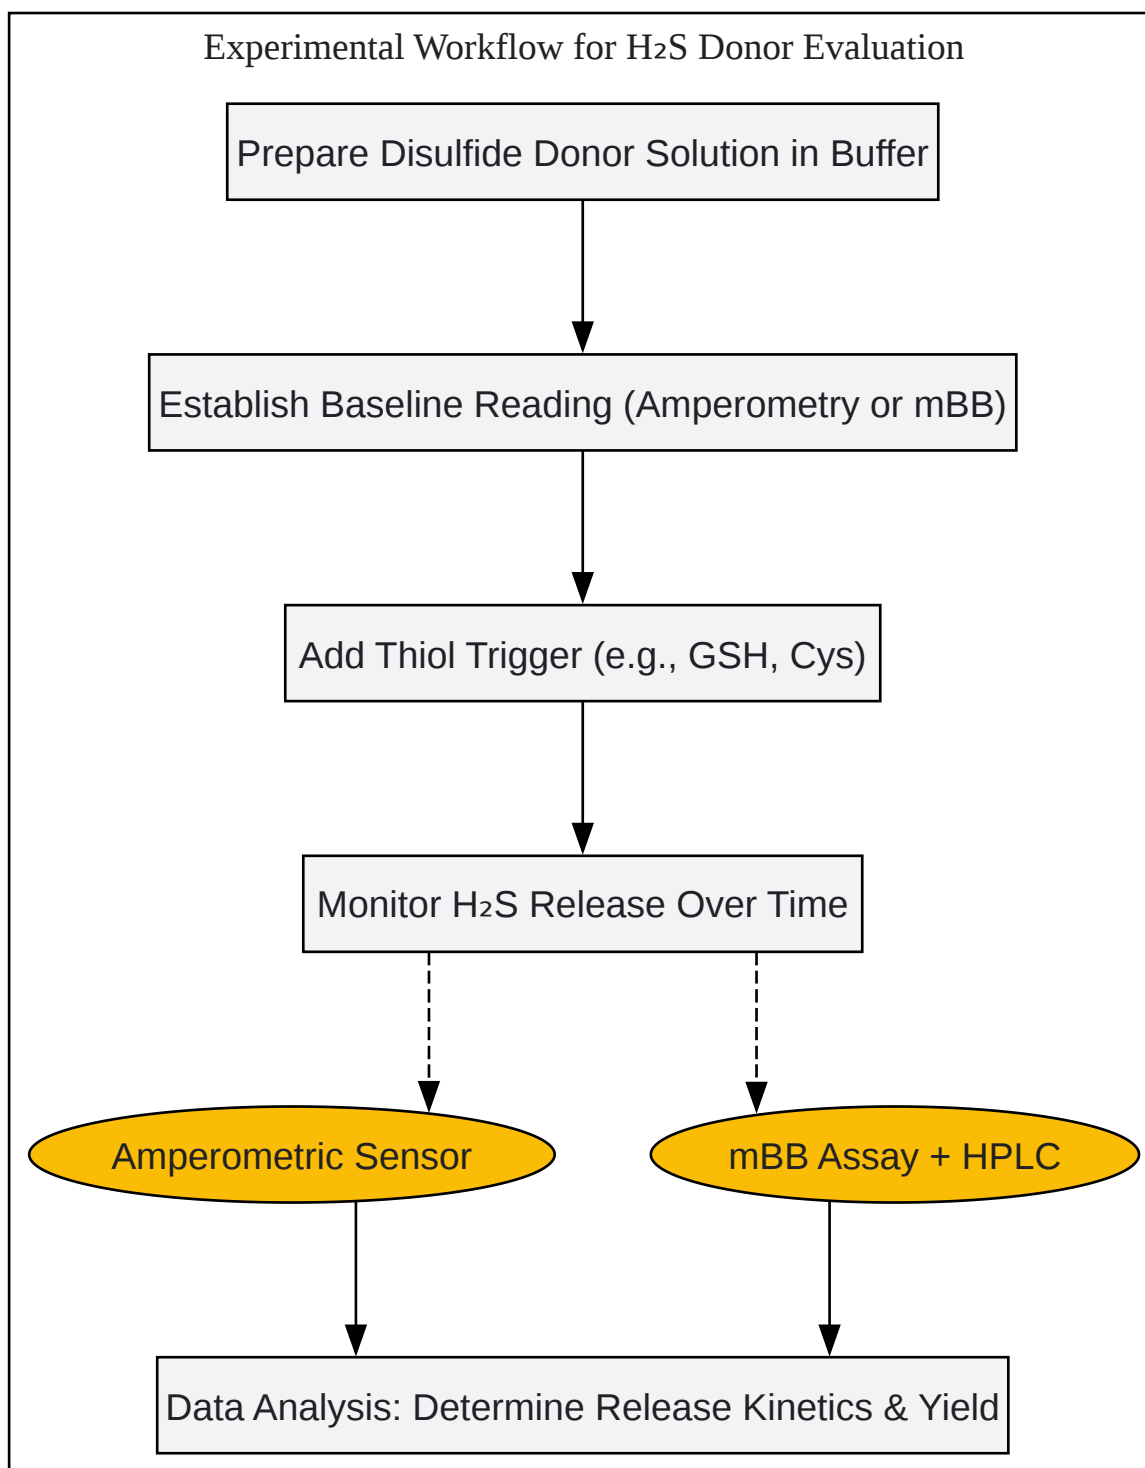 Experimental Workflow for H₂S Donor Evaluation
Prepare Disulfide Donor Solution in Buffer
Establish Baseline Reading (Amperometry or mBB)
Add Thiol Trigger (e.g., GSH, Cys)
Monitor H₂S Release Over Time
Amperometric Sensor
mBB Assay + HPLC
Data Analysis: Determine Release Kinetics & Yield